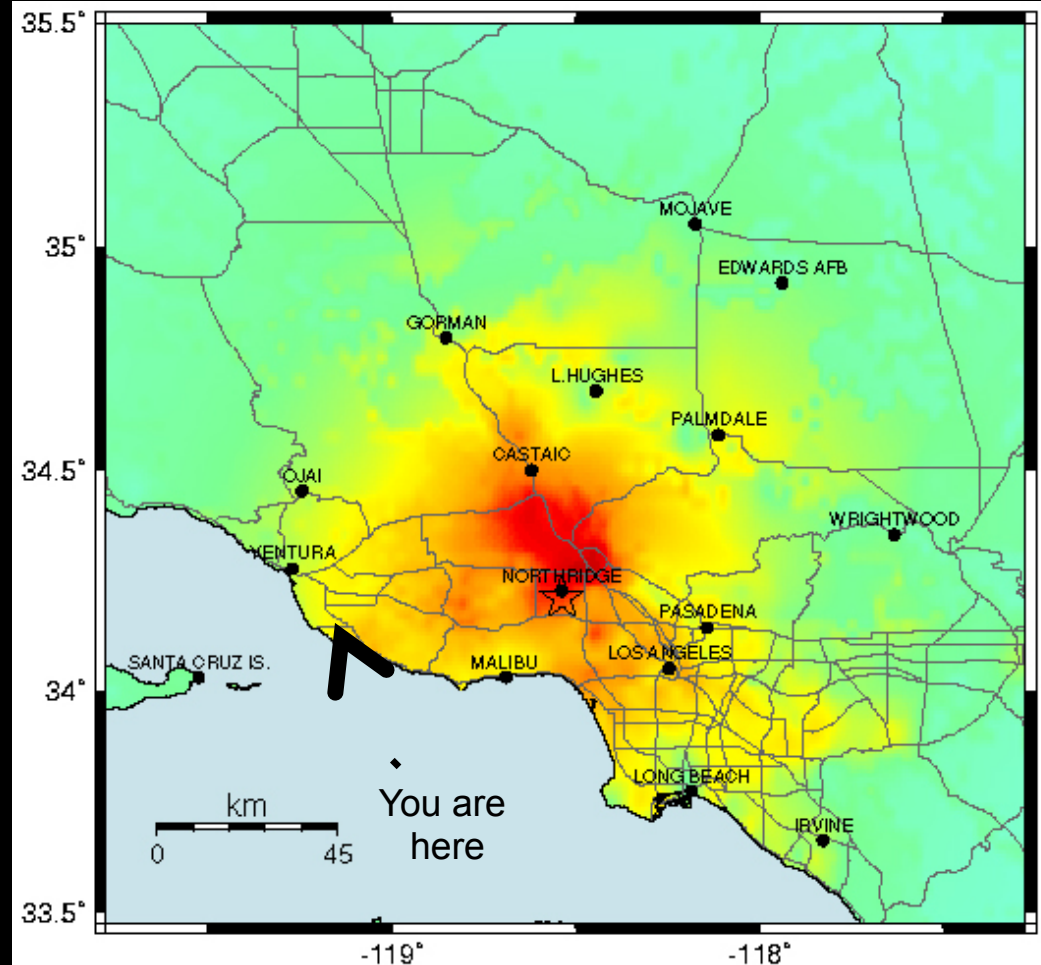 35.5°
MOJAVE
35°
EDWARDS AFB
GORMAN
L.HUGHES
PALMDALE
CASTAIC
34.5°
OJAI
WRIGHTWOOD
VENTURA
NORTHRIDGE
PASADENA
LOS ANGELES
SANTA CRUZ IS.
MALIBU
34°
LONG BEACH
km
You are
here
IRVINE
0 45
33.5°
-119° -118°